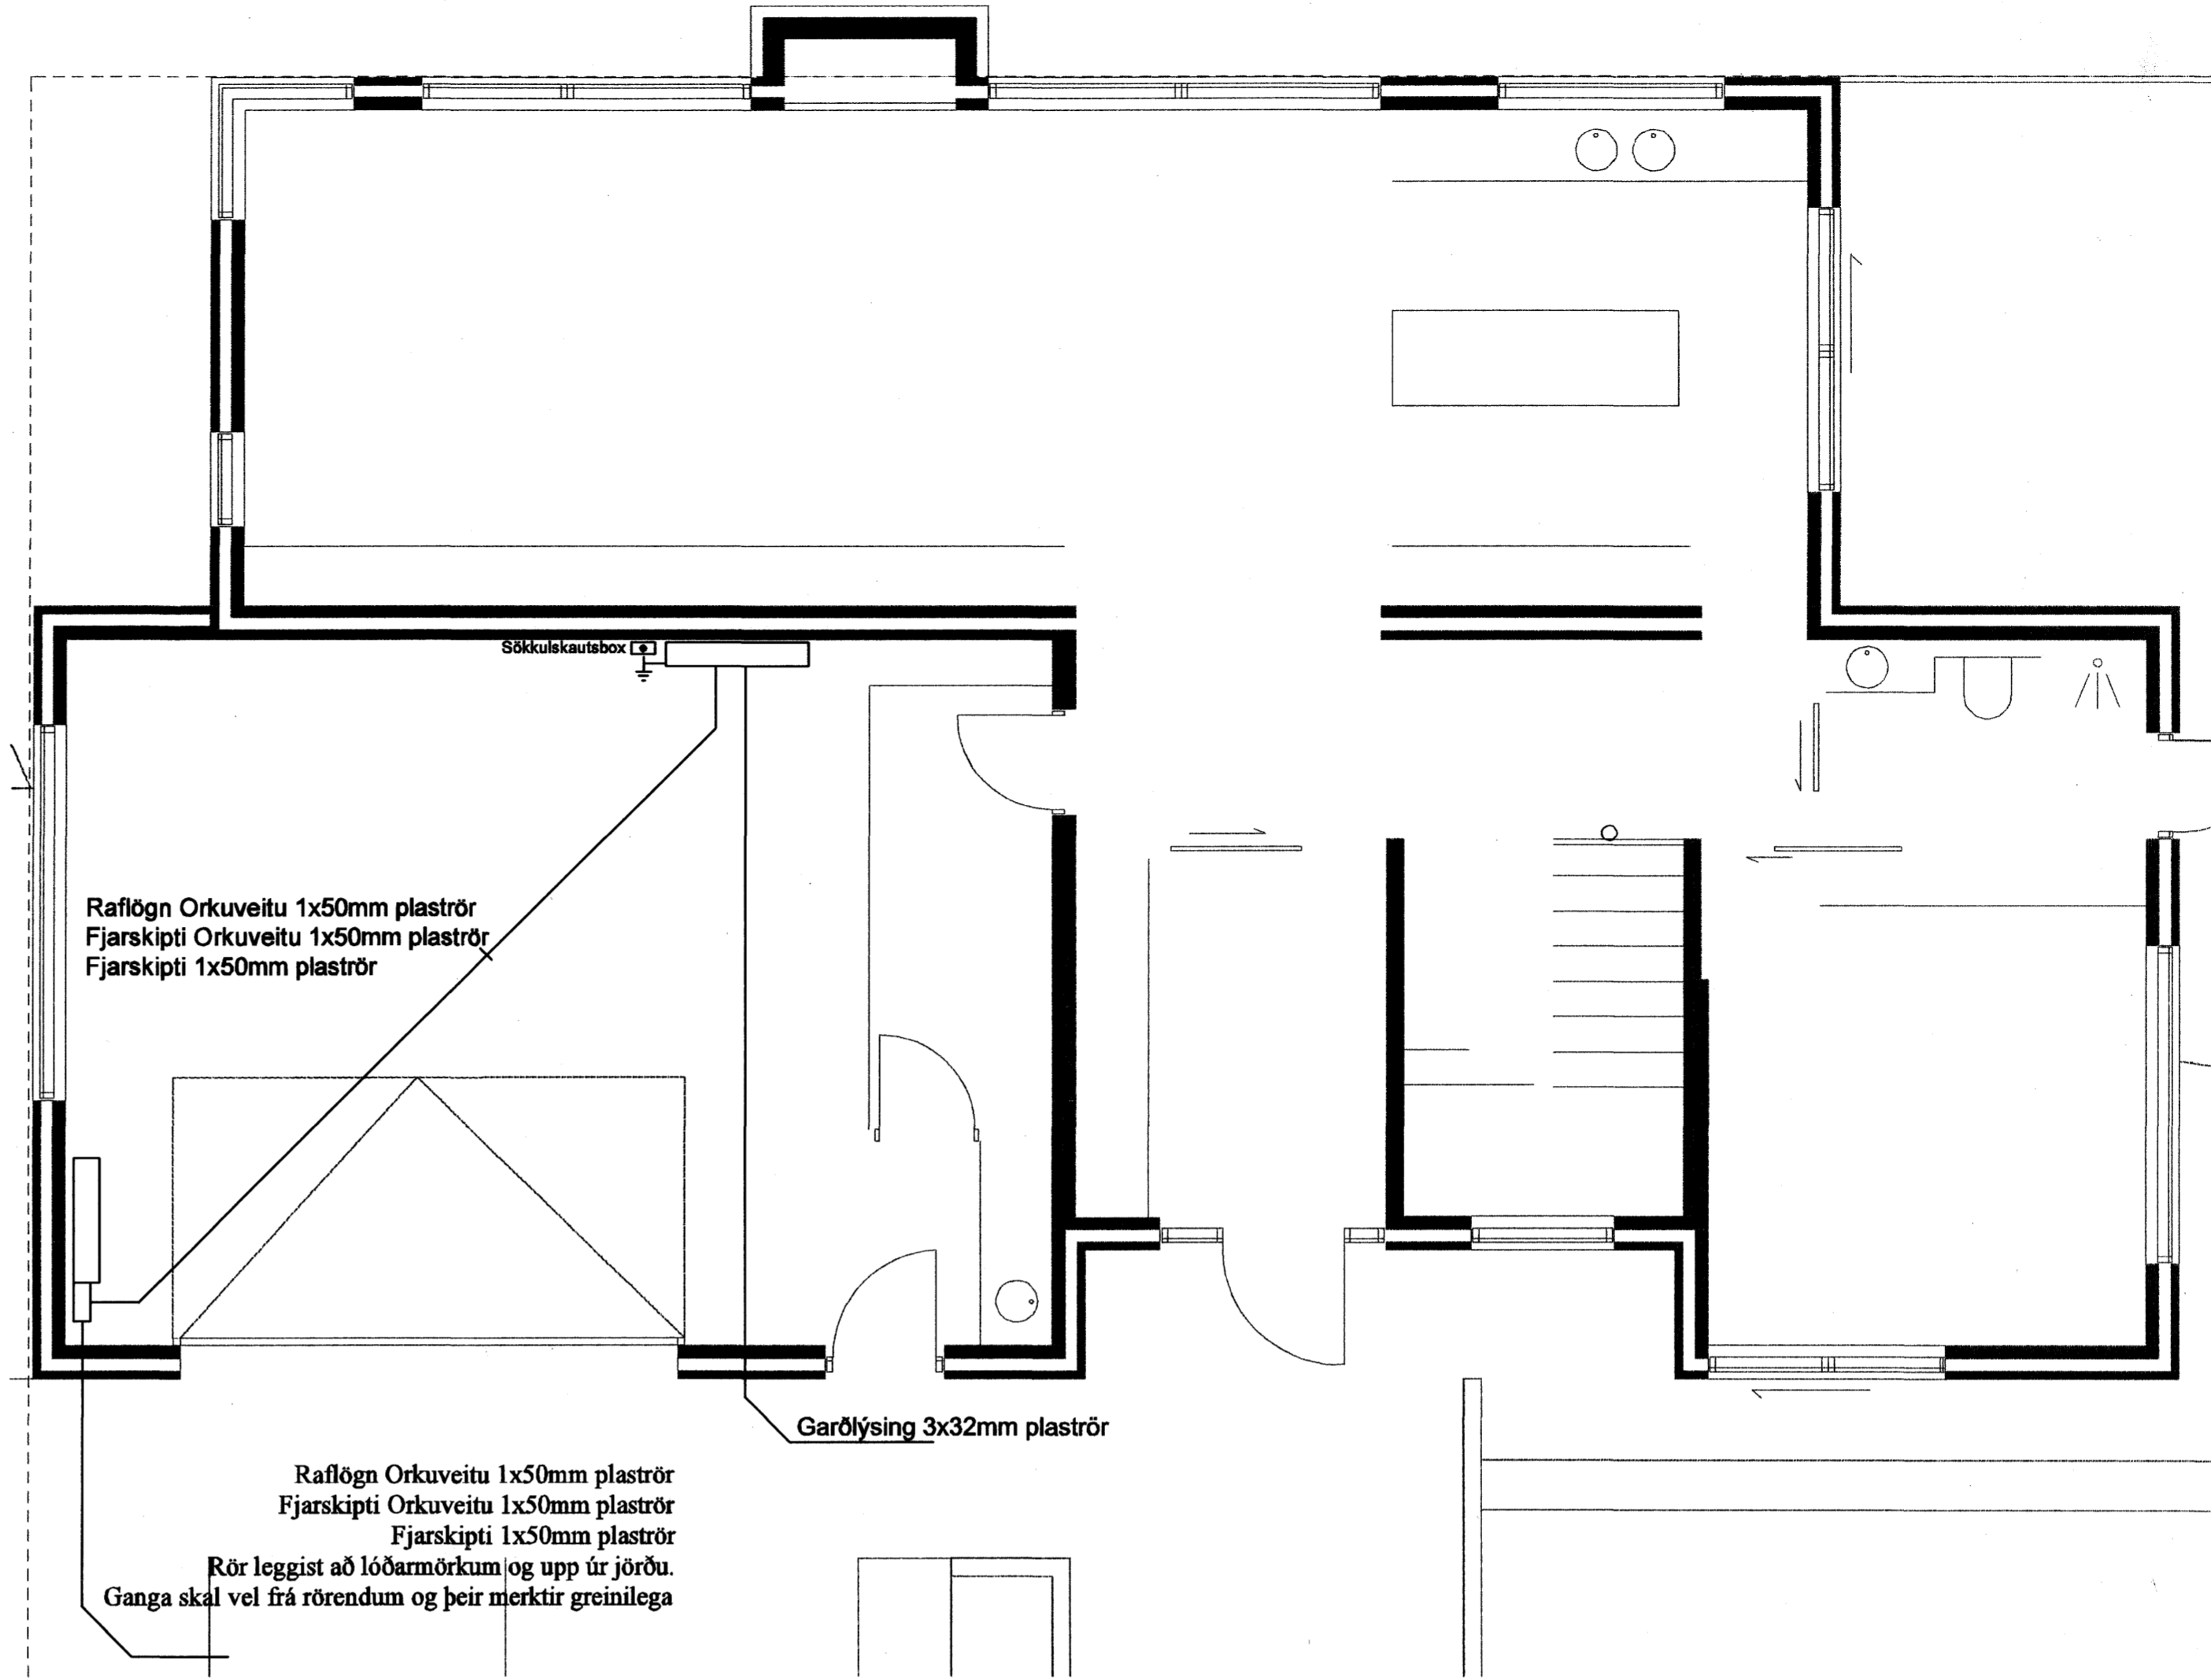 Sökkulskautsbox
Raflögn Orkuveitu 1x50mm plaströr
Fjarskipti Orkuveitu 1x50mm plaströr
Fjarskipti 1x50mm plaströr
Garðlýsing 3x32mm plaströr
Raflögn Orkuveitu 1x50mm plaströr
Fjarskipti Orkuveitu 1x50mm plaströr
Fjarskipti 1x50mm plaströr
Rör leggist að lóðarmörkum og upp úr jörðu.
Ganga skal vel frá rörendum og þeir merktir greinilega